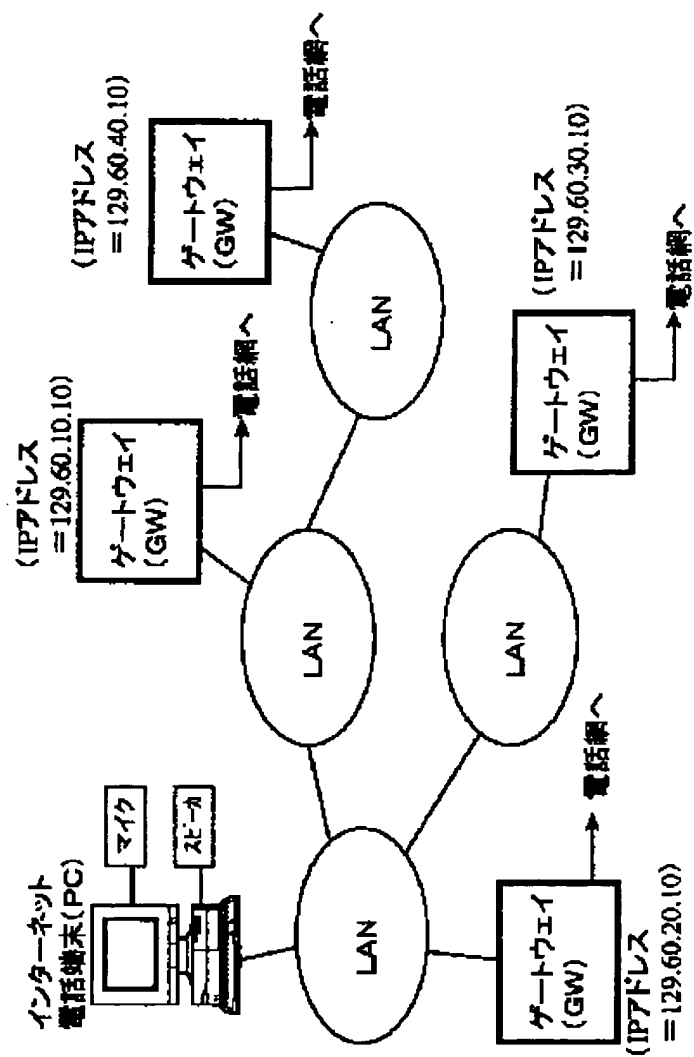 インターネット
電話端末(PC)
マイク
スピーカ
(IPアドレス
=129.60.10.10)
ゲートウェイ
(GW)
電話網へ
(IPアドレス
=129.60.40.10)
ゲートウェイ
(GW)
電話網へ
LAN
LAN
LAN
LAN
ゲートウェイ
(GW)
(IPアドレス
=129.60.20.10)
電話網へ
(IPアドレス
=129.60.30.10)
ゲートウェイ
(GW)
電話網へ